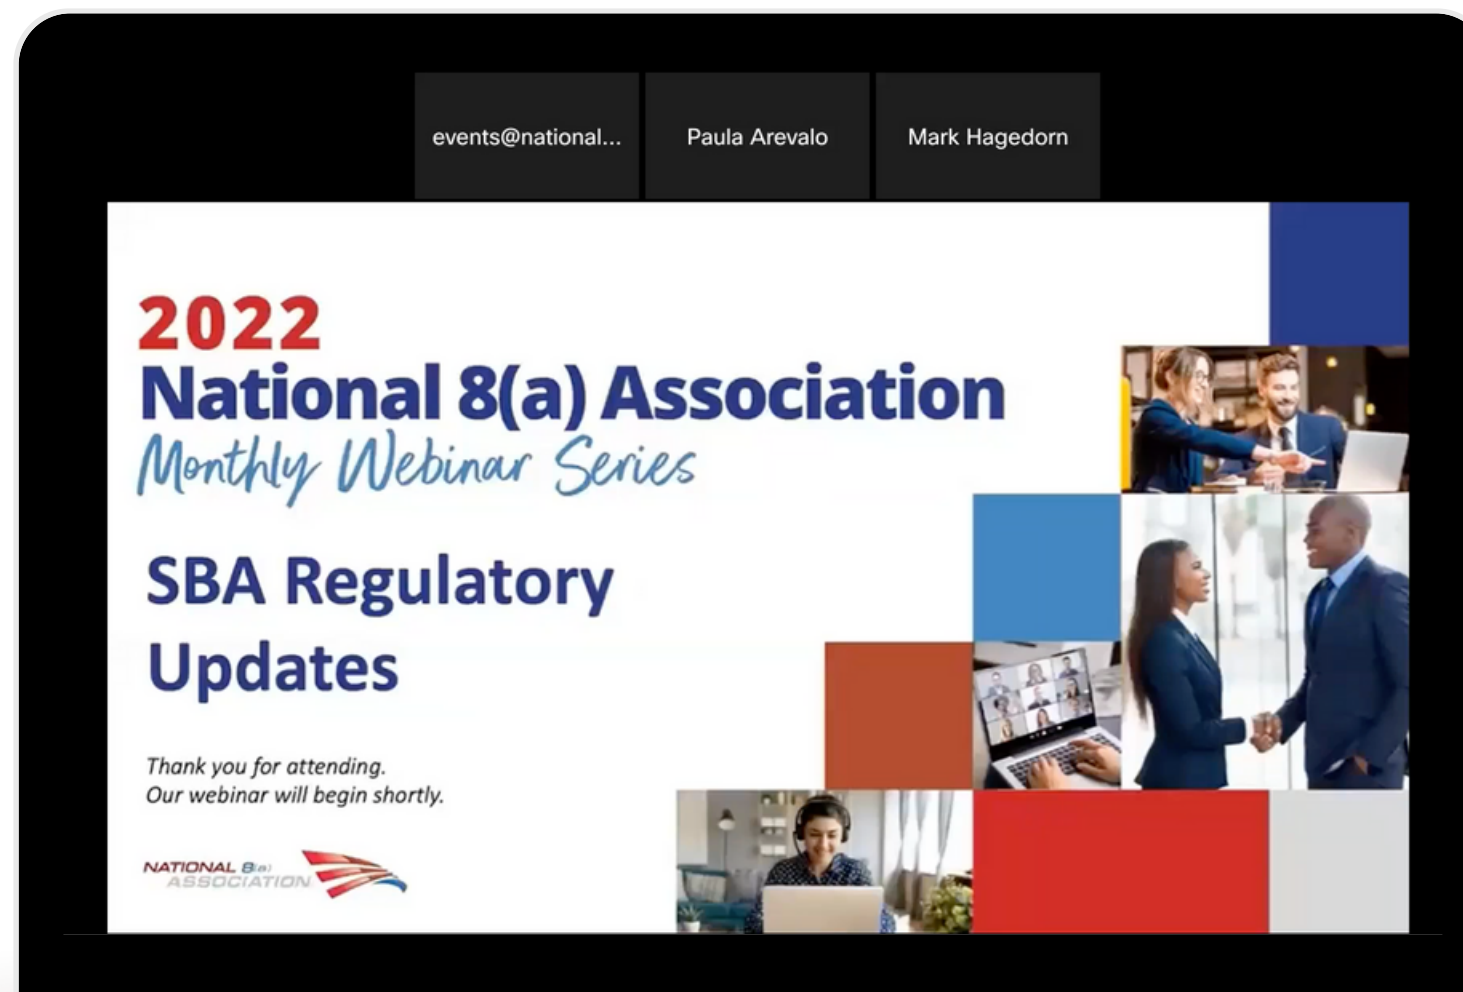 events@national...
Paula Arevalo
Mark Hagedorn
2022
National 8(a) Association
Monthly Webinar Series
SBA Regulatory
Updates
Thank you for attending.
Our webinar will begin shortly.
NATIONAL 8(a)
ASSOCIATION